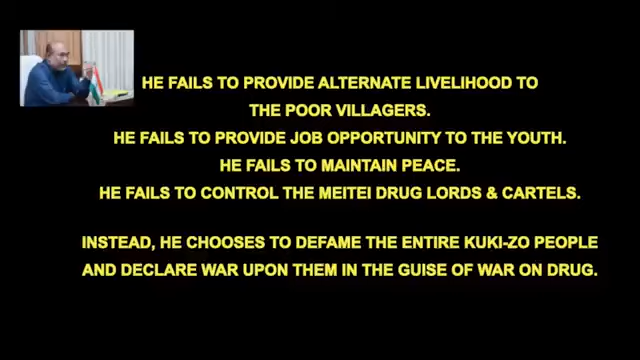 HE FAILS TO PROVIDE ALTERNATE LIVELIHOOD TO
THE POOR VILLAGERS.
HE FAILS TO PROVIDE JOB OPPORTUNITY TO THE YOUTH.
HE FAILS TO MAINTAIN PEACE.
HE FAILS TO CONTROL THE MEITEI DRUG LORDS & CARTELS.
INSTEAD, HE CHOOSES TO DEFAME THE ENTIRE KUKI-ZO PEOPLE
AND DECLARE WAR UPON THEM IN THE GUISE OF WAR ON DRUG.